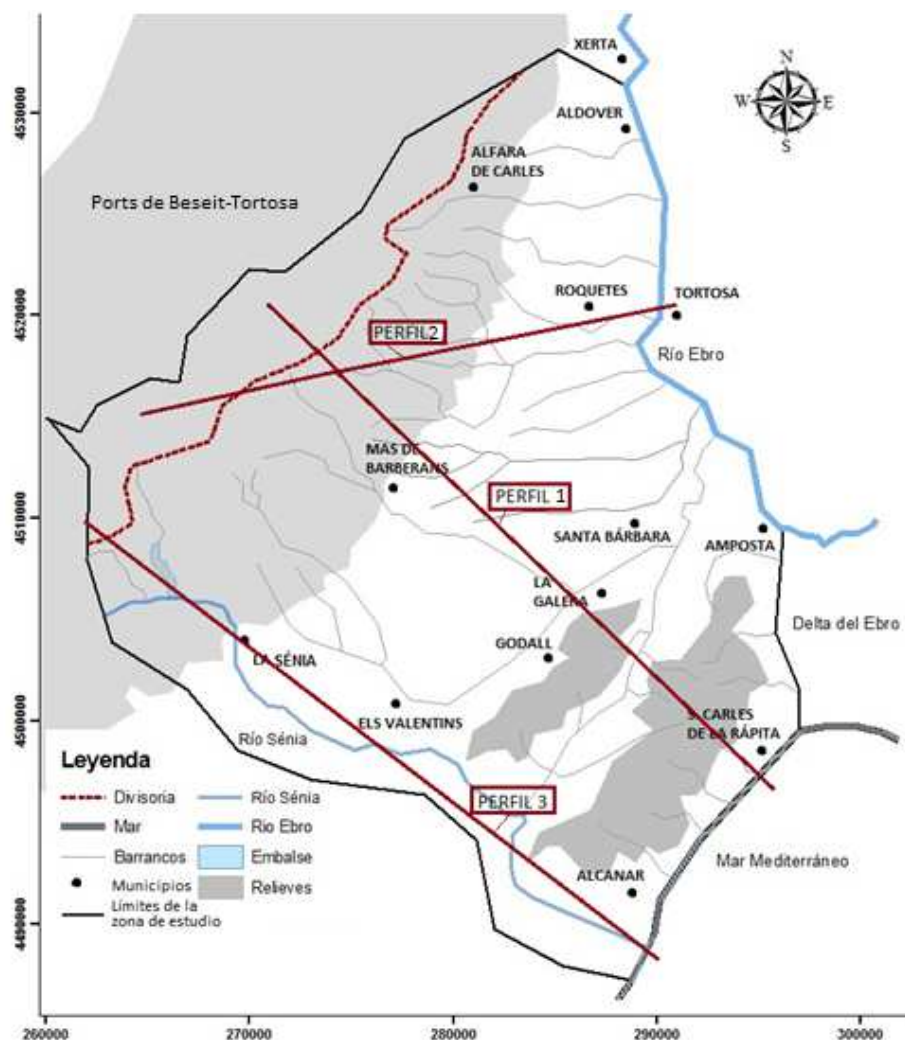 XERTA
N
W E
S
4530000
ALDOVER
ALFARA
DE CARLES
Ports de Beseit-Tortosa
ROQUETES
TORTOSA
4520000
PERFIL 2
Río Ebro
MAS DE
BARBERANS
PERFIL 1
4510000
SANTA BÁRBARA
AMPOSTA
LA
GALERA
Delta del Ebro
GODALL
LA SÉNIA
S. CARLES
DE LA RÁPITA
4500000
ELS VALENTINS
Río Sénia
Leyenda
Divisoria
Mar
Barrancos
Municipios
Límites de la
zona de estudio
Río Sénia
Rio Ebro
Embalse
Relieves
PERFIL 3
Mar Mediterráneo
ALCANAR
4490000
260000 270000 280000 290000 300000